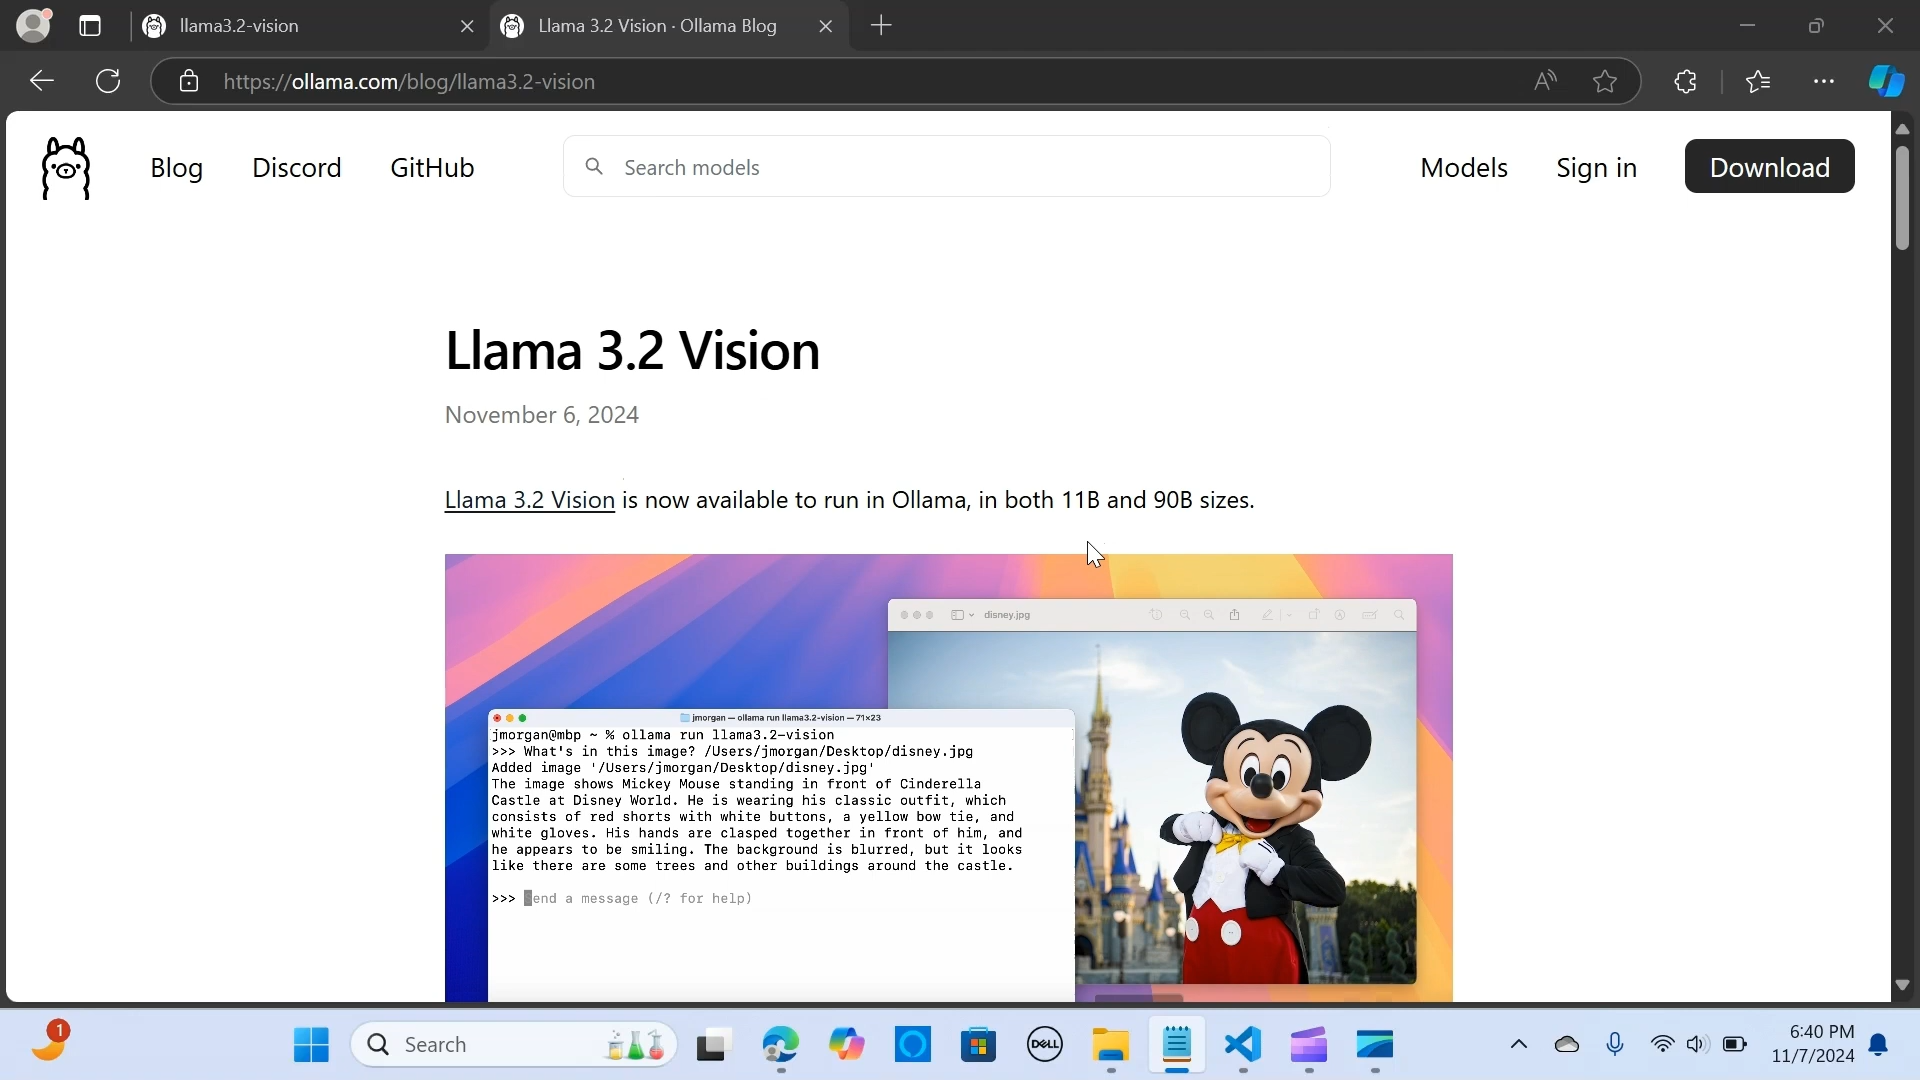 llama3.2-vision
Llama 3.2 Vision · Ollama Blog
https://ollama.com/blog/llama3.2-vision
Blog
Discord
GitHub
Search models
Models
Sign in
Download
Llama 3.2 Vision
November 6, 2024
Llama 3.2 Vision is now available to run in Ollama, in both 11B and 90B sizes.
disney.jpg
jmorgan — ollama run llama3.2-vision — 71×23
jmorgan@mbp ~ % ollama run llama3.2-vision
>>> What's in this image? /Users/jmorgan/Desktop/disney.jpg
Added image '/Users/jmorgan/Desktop/disney.jpg'
The image shows Mickey Mouse standing in front of Cinderella
Castle at Disney World. He is wearing his classic outfit, which
consists of red shorts with white buttons, a yellow bow tie, and
white gloves. His hands are clasped together in front of him, and
he appears to be smiling. The background is blurred, but it looks
like there are some trees and other buildings around the castle.
>>> Send a message (/? for help)
1
Search
DELL
6:40 PM
11/7/2024